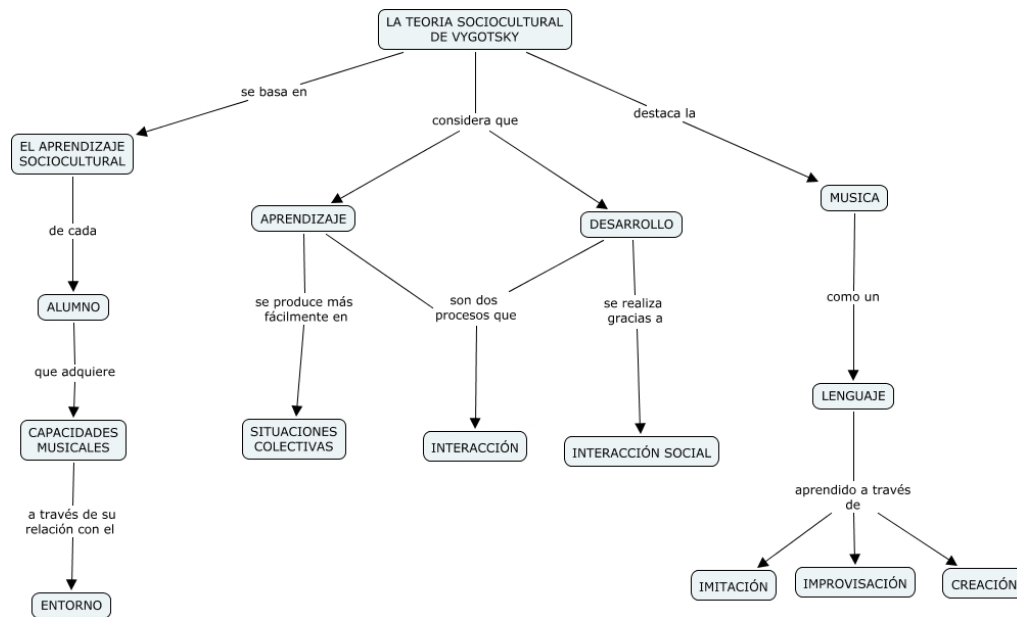 LA TEORIA SOCIOCULTURAL
DE VYGOTSKY
se basa en
considera que
destaca la
EL APRENDIZAJE
SOCIOCULTURAL
APRENDIZAJE
DESARROLLO
MUSICA
de cada
ALUMNO
se produce más
fácilmente en
son dos
procesos que
se realiza
gracias a
como un
que adquiere
CAPACIDADES
MUSICALES
SITUACIONES
COLECTIVAS
INTERACCIÓN
INTERACCIÓN SOCIAL
LENGUAJE
a través de su
relación con el
aprendido a través
de
ENTORNO
IMITACIÓN
IMPROVISACIÓN
CREACIÓN